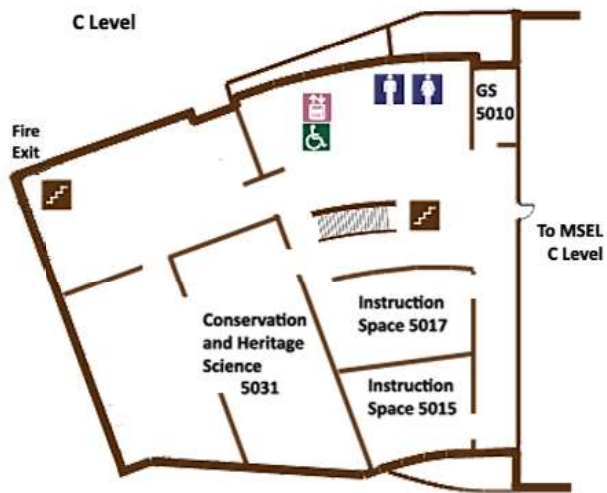 C Level
GS
5010
Fire
Exit
To MSEL
C Level
Instruction
Space 5017
Conservation
and Heritage
Science
5031
Instruction
Space 5015